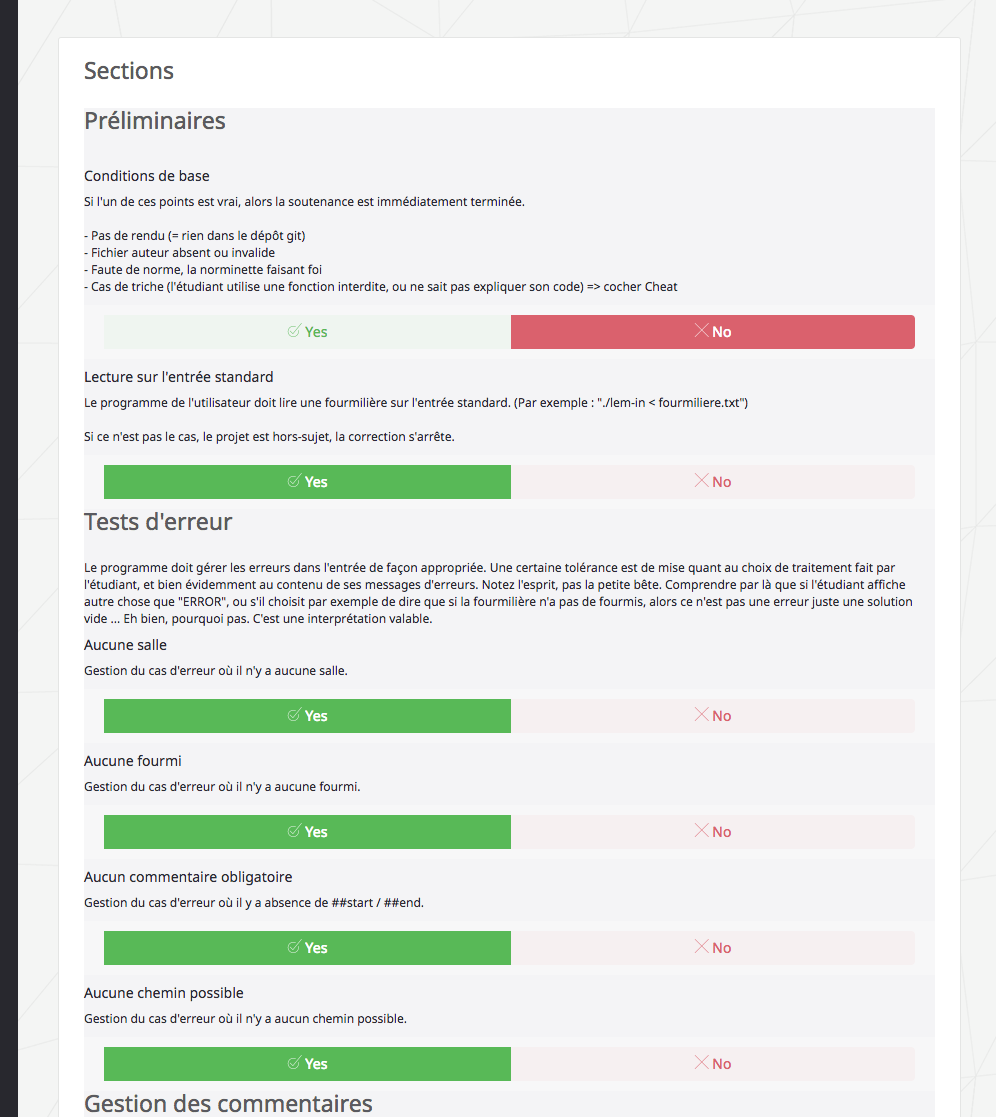 Sections
Préliminaires
Conditions de base
Si l'un de ces points est vrai, alors la soutenance est immédiatement terminée.
- Pas de rendu (= rien dans le dépôt git)
- Fichier auteur absent ou invalide
- Faute de norme, la norminette faisant foi
- Cas de triche (l'étudiant utilise une fonction interdite, ou ne sait pas expliquer son code) => cocher Cheat
Yes No
Lecture sur l'entrée standard
Le programme de l'utilisateur doit lire une fourmilière sur l'entrée standard. (Par exemple : "./lem-in < fourmiliere.txt")
Si ce n'est pas le cas, le projet est hors-sujet, la correction s'arrête.
Yes No
Tests d'erreur
Le programme doit gérer les erreurs dans l'entrée de façon appropriée. Une certaine tolérance est de mise quant au choix de traitement fait par
l'étudiant, et bien évidemment au contenu de ses messages d'erreurs. Notez l'esprit, pas la petite bête. Comprendre par là que si l'étudiant affiche
autre chose que "ERROR", ou s'il choisit par exemple de dire que si la fourmilière n'a pas de fourmis, alors ce n'est pas une erreur juste une solution
vide ... Eh bien, pourquoi pas. C'est une interprétation valable.
Aucune salle
Gestion du cas d'erreur où il n'y a aucune salle.
Yes No
Aucune fourmi
Gestion du cas d'erreur où il n'y a aucune fourmi.
Yes No
Aucun commentaire obligatoire
Gestion du cas d'erreur où il y a absence de ##start / ##end.
Yes No
Aucune chemin possible
Gestion du cas d'erreur où il n'y a aucun chemin possible.
Yes No
Gestion des commentaires